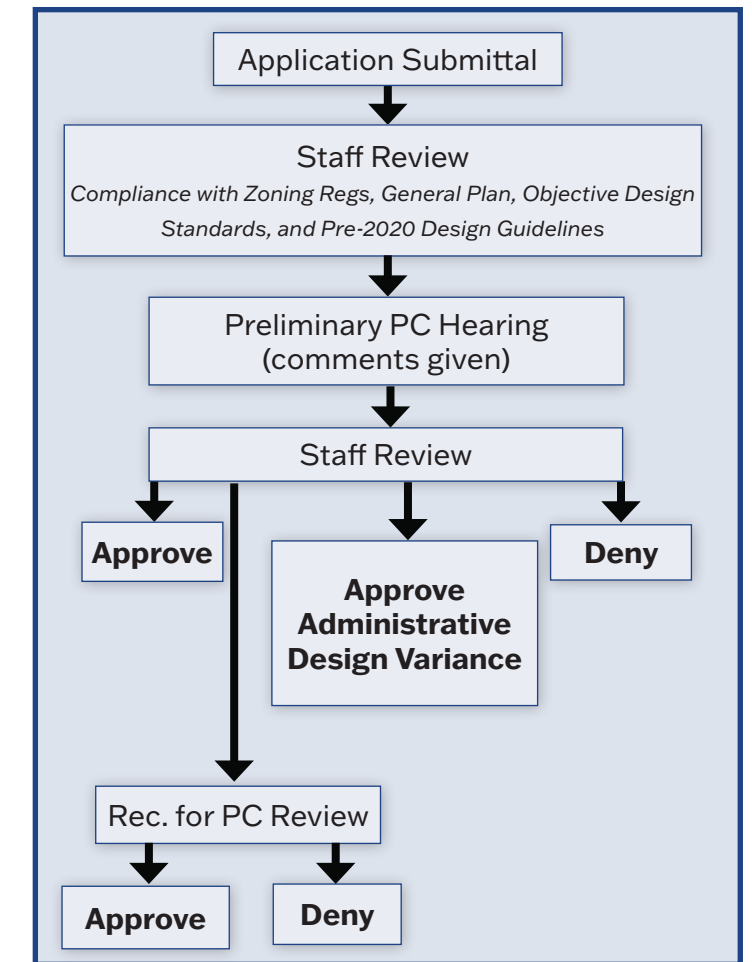 Application Submittal
Staff Review
Compliance with Zoning Regs, General Plan, Objective Design
Standards, and Pre-2020 Design Guidelines
Preliminary PC Hearing
(comments given)
Staff Review
Approve
Approve
Administrative
Design Variance
Deny
Rec. for PC Review
Approve
Deny